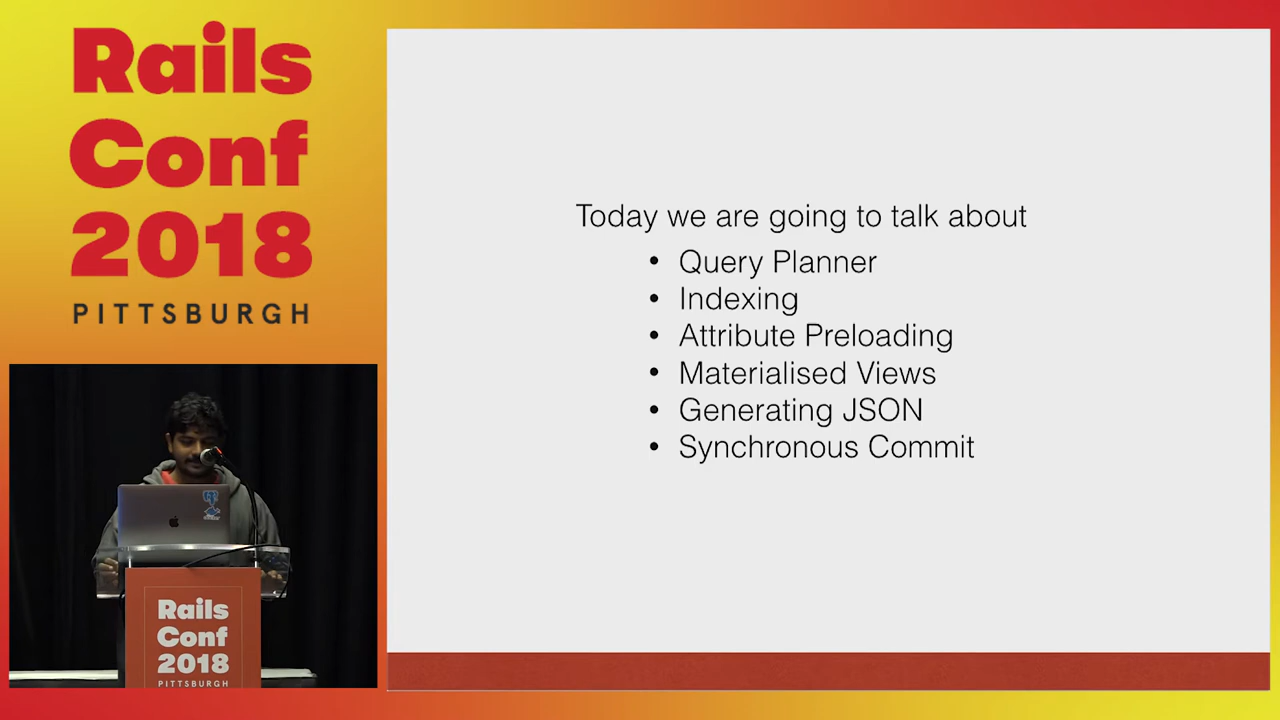 Rails
Conf
2018
PITTSBURGH
Today we are going to talk about
• Query Planner
• Indexing
• Attribute Preloading
• Materialised Views
• Generating JSON
• Synchronous Commit
Rails
Conf
2018
PITTSBURGH